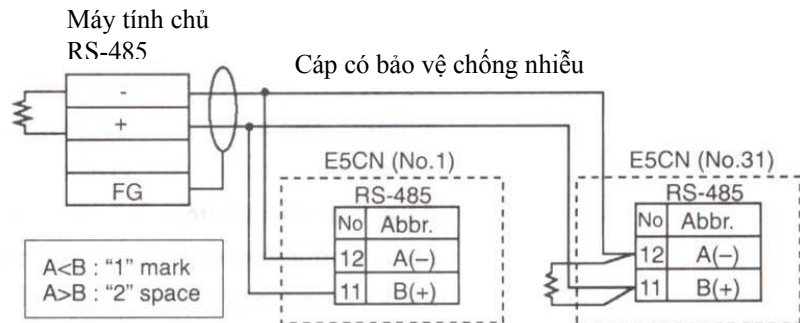 Máy tính chủ
RS-485
Cáp có bảo vệ chống nhiễu
-
+
FG
E5CN (No.1)
RS-485
No Abbr.
12 A(–)
11 B(+)
E5CN (No.31)
RS-485
No Abbr.
12 A(–)
11 B(+)
A<B : “1” mark
A>B : “2” space